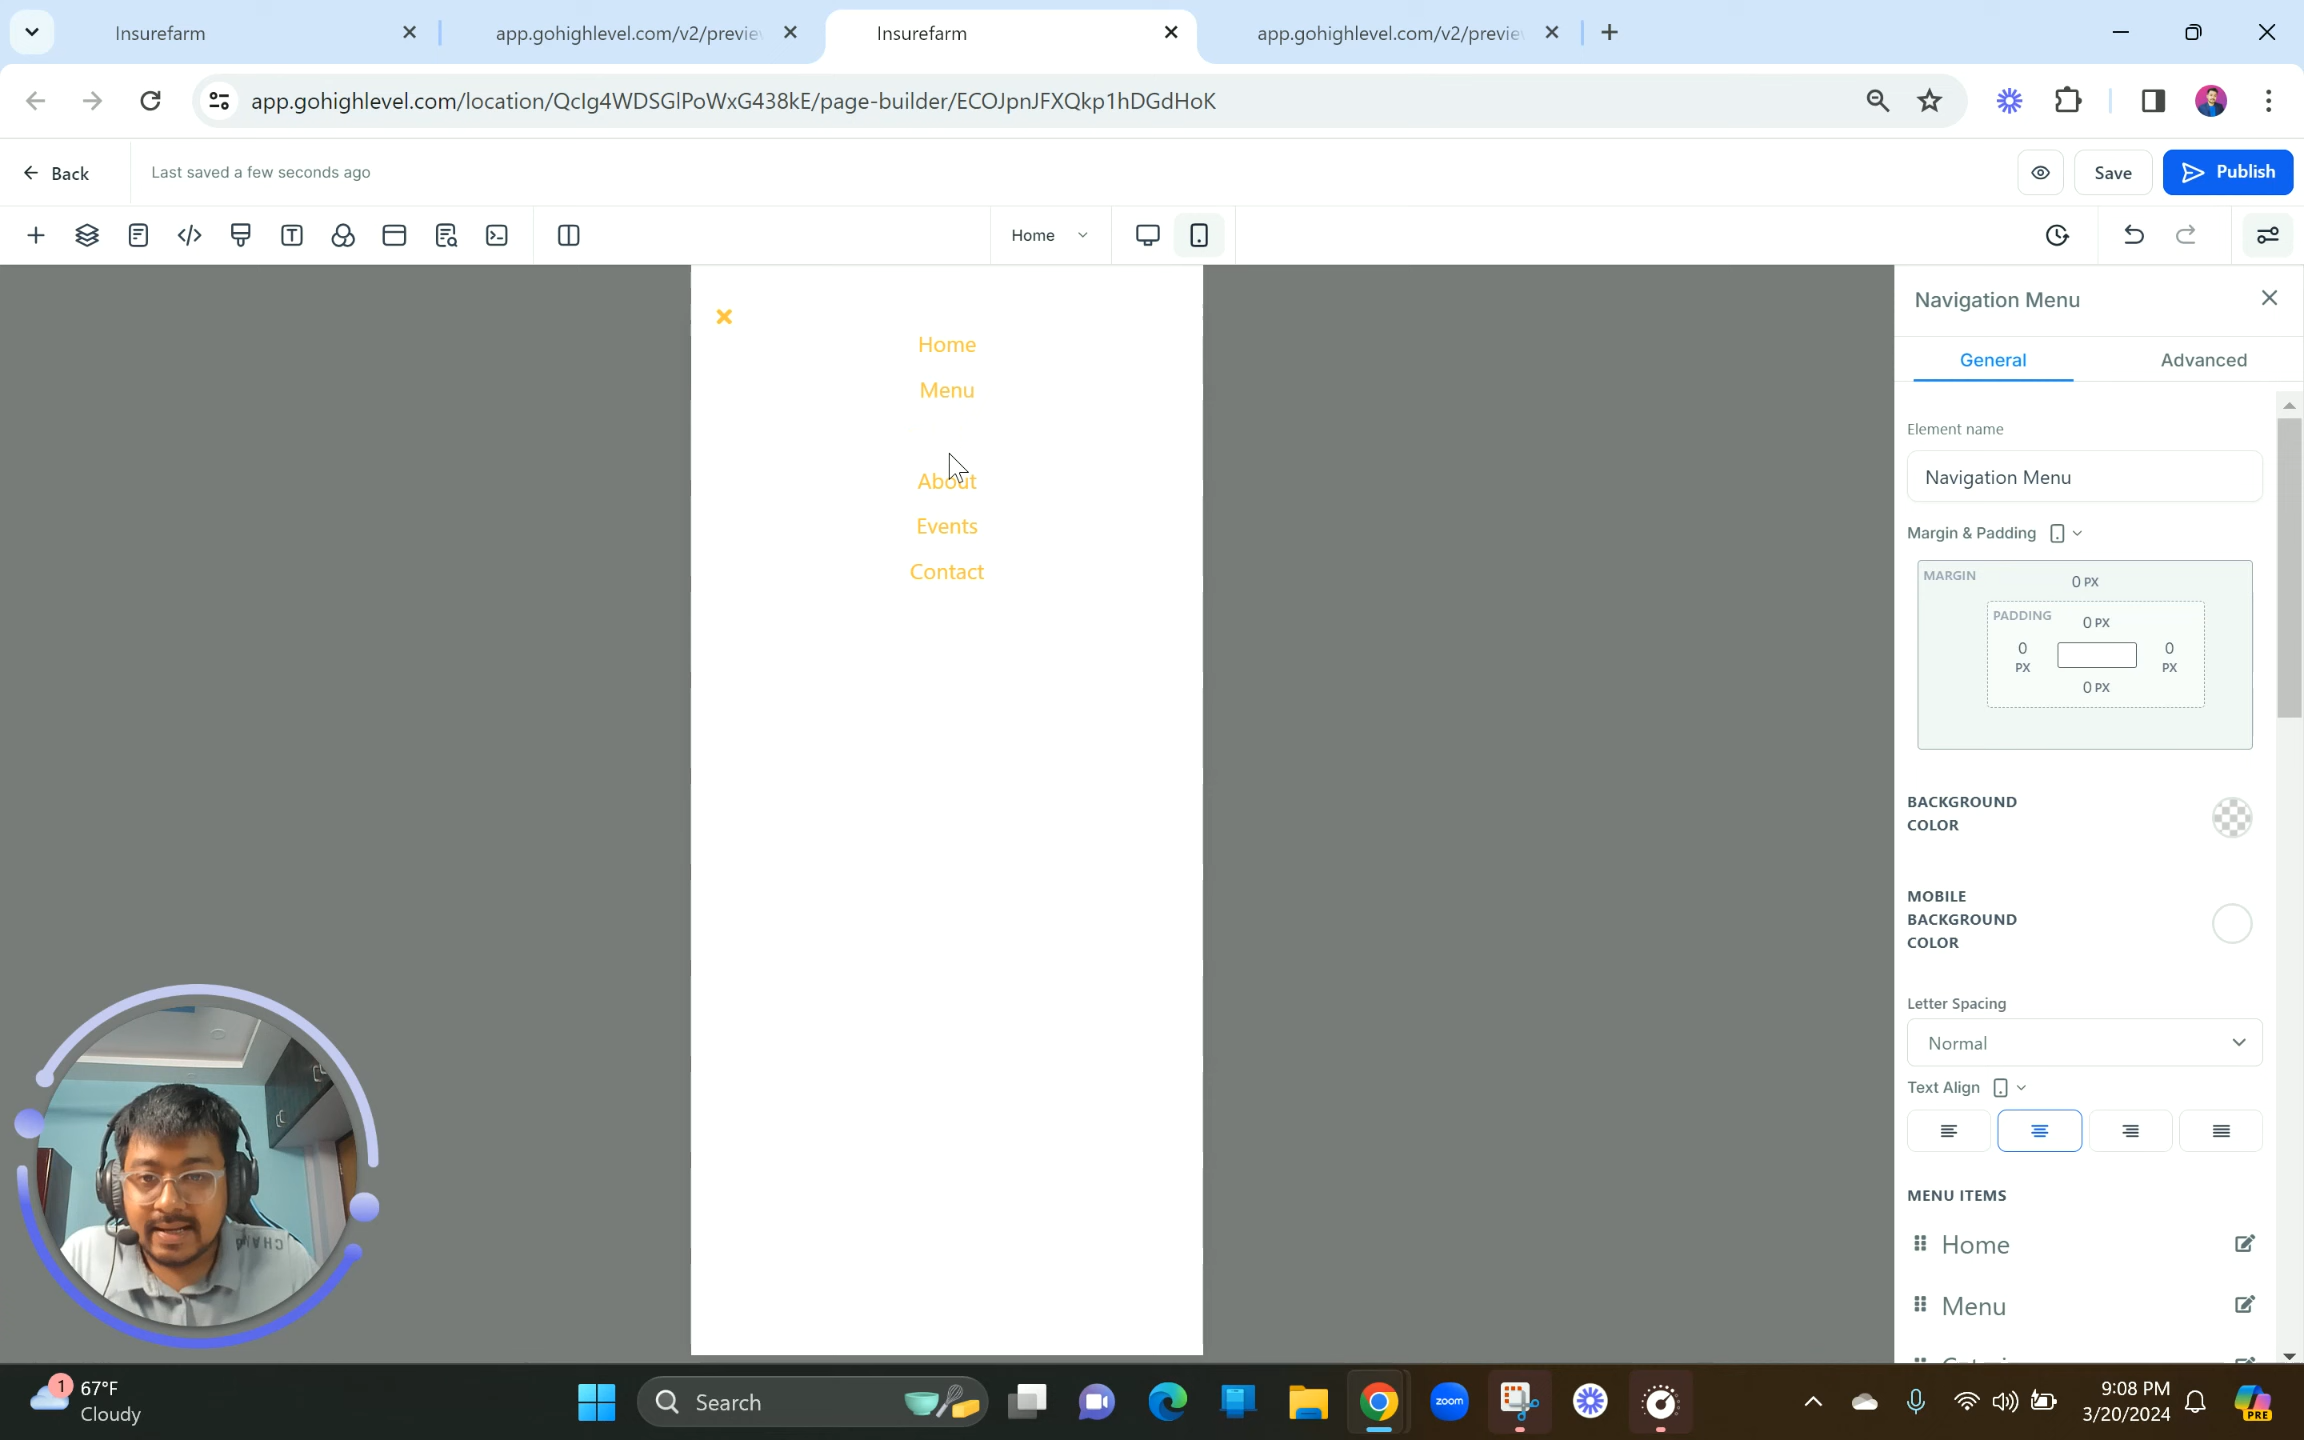 Insurefarm
app.gohighlevel.com/v2/previe
Insurefarm
app.gohighlevel.com/v2/previe
app.gohighlevel.com/location/Qclg4WDSGlPoWxG438kE/page-builder/ECOJpnJFXQkp1hDGdHoK
Back
Last saved a few seconds ago
Save
Publish
Home
Navigation Menu
General
Advanced
Home
Menu
About
Events
Contact
Element name
Navigation Menu
Margin & Padding
MARGIN
0 PX
PADDING
0 PX
0 PX
0 PX
0 PX
BACKGROUND
COLOR
MOBILE
BACKGROUND
COLOR
Letter Spacing
Normal
Text Align
MENU ITEMS
Home
Menu
1
67°F
Cloudy
Search
zoom
9:08 PM
3/20/2024
PRE